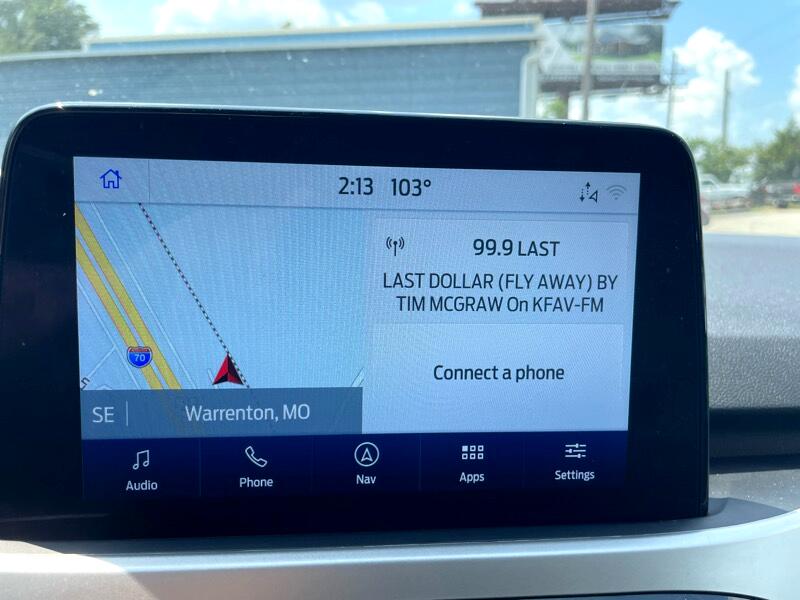 2:13 103°
99.9 LAST
LAST DOLLAR (FLY AWAY) BY
TIM MCGRAW On KFAV-FM
70
Connect a phone
SE
Warrenton, MO
Audio
Phone
Nav
Apps
Settings